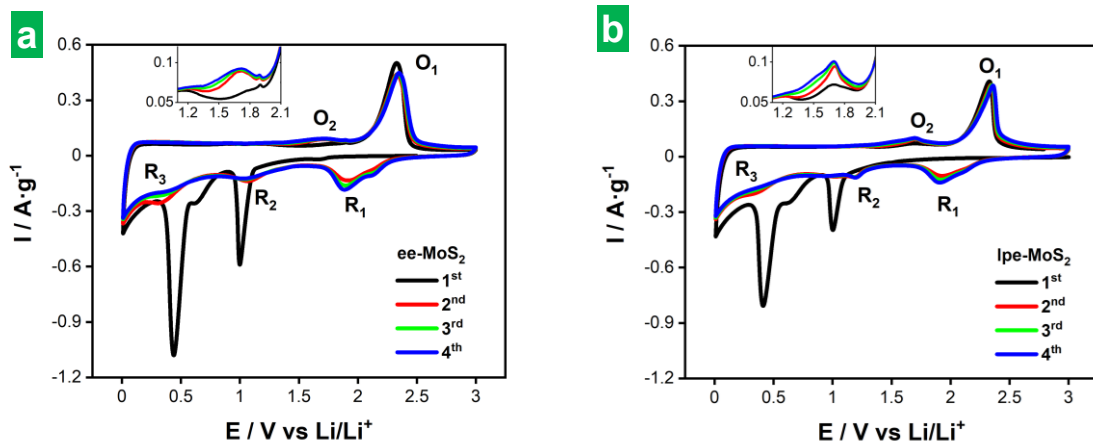 a
0.6
0.3
0
-0.3
-0.6
-0.9
-1.2
I / A·g⁻¹
0 0.5 1 1.5 2 2.5 3
E / V vs Li/Li⁺
0.1
0.05
1.2 1.5 1.8 2.1
O₁
O₂
R₃
R₂
R₁
ee-MoS₂
1ˢᵗ
2ⁿᵈ
3ʳᵈ
4ᵗʰ
b
0.6
0.3
0
-0.3
-0.6
-0.9
-1.2
I / A·g⁻¹
0 0.5 1 1.5 2 2.5 3
E / V vs Li/Li⁺
0.1
0.05
1.2 1.5 1.8 2.1
O₁
O₂
R₃
R₂
R₁
lpe-MoS₂
1ˢᵗ
2ⁿᵈ
3ʳᵈ
4ᵗʰ